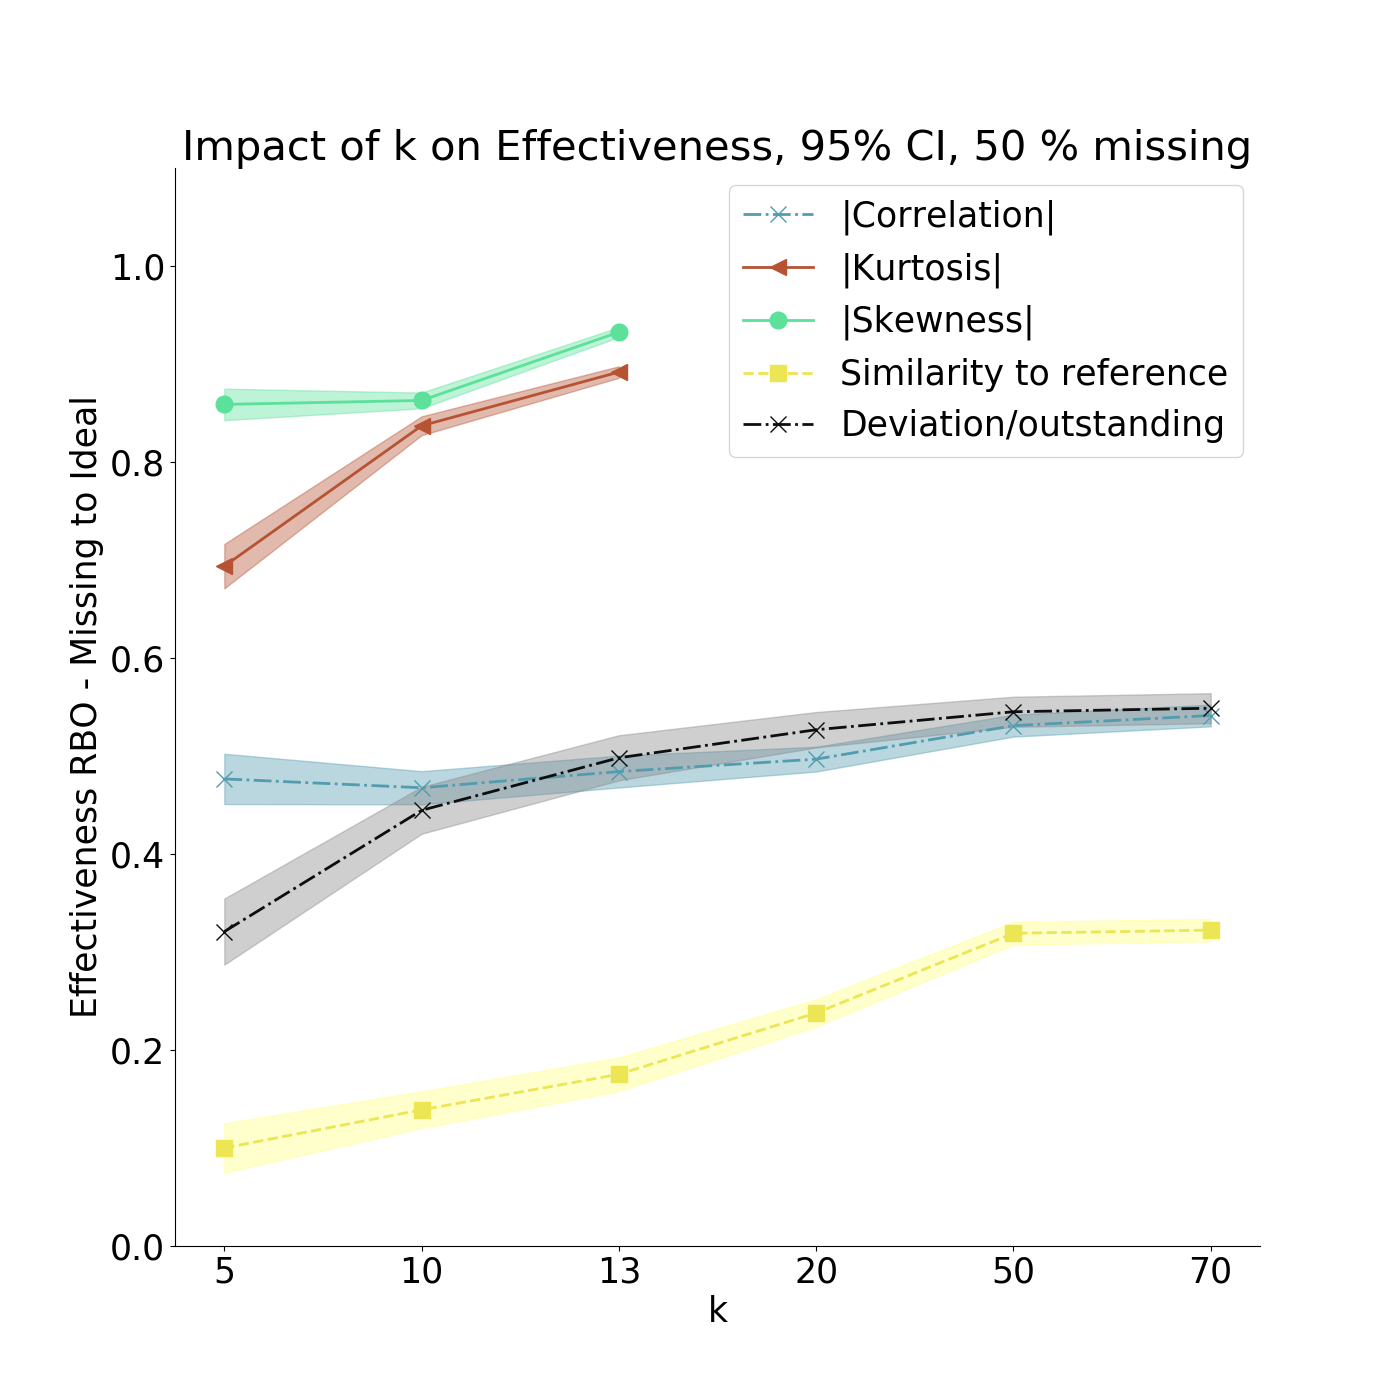 Impact of k on Effectiveness, 95% CI, 50 % missing
|Correlation|
|Kurtosis|
|Skewness|
Similarity to reference
Deviation/outstanding
Effectiveness RBO - Missing to Ideal
1.0
0.8
0.6
0.4
0.2
0.0
5 10 13 20 50 70
k